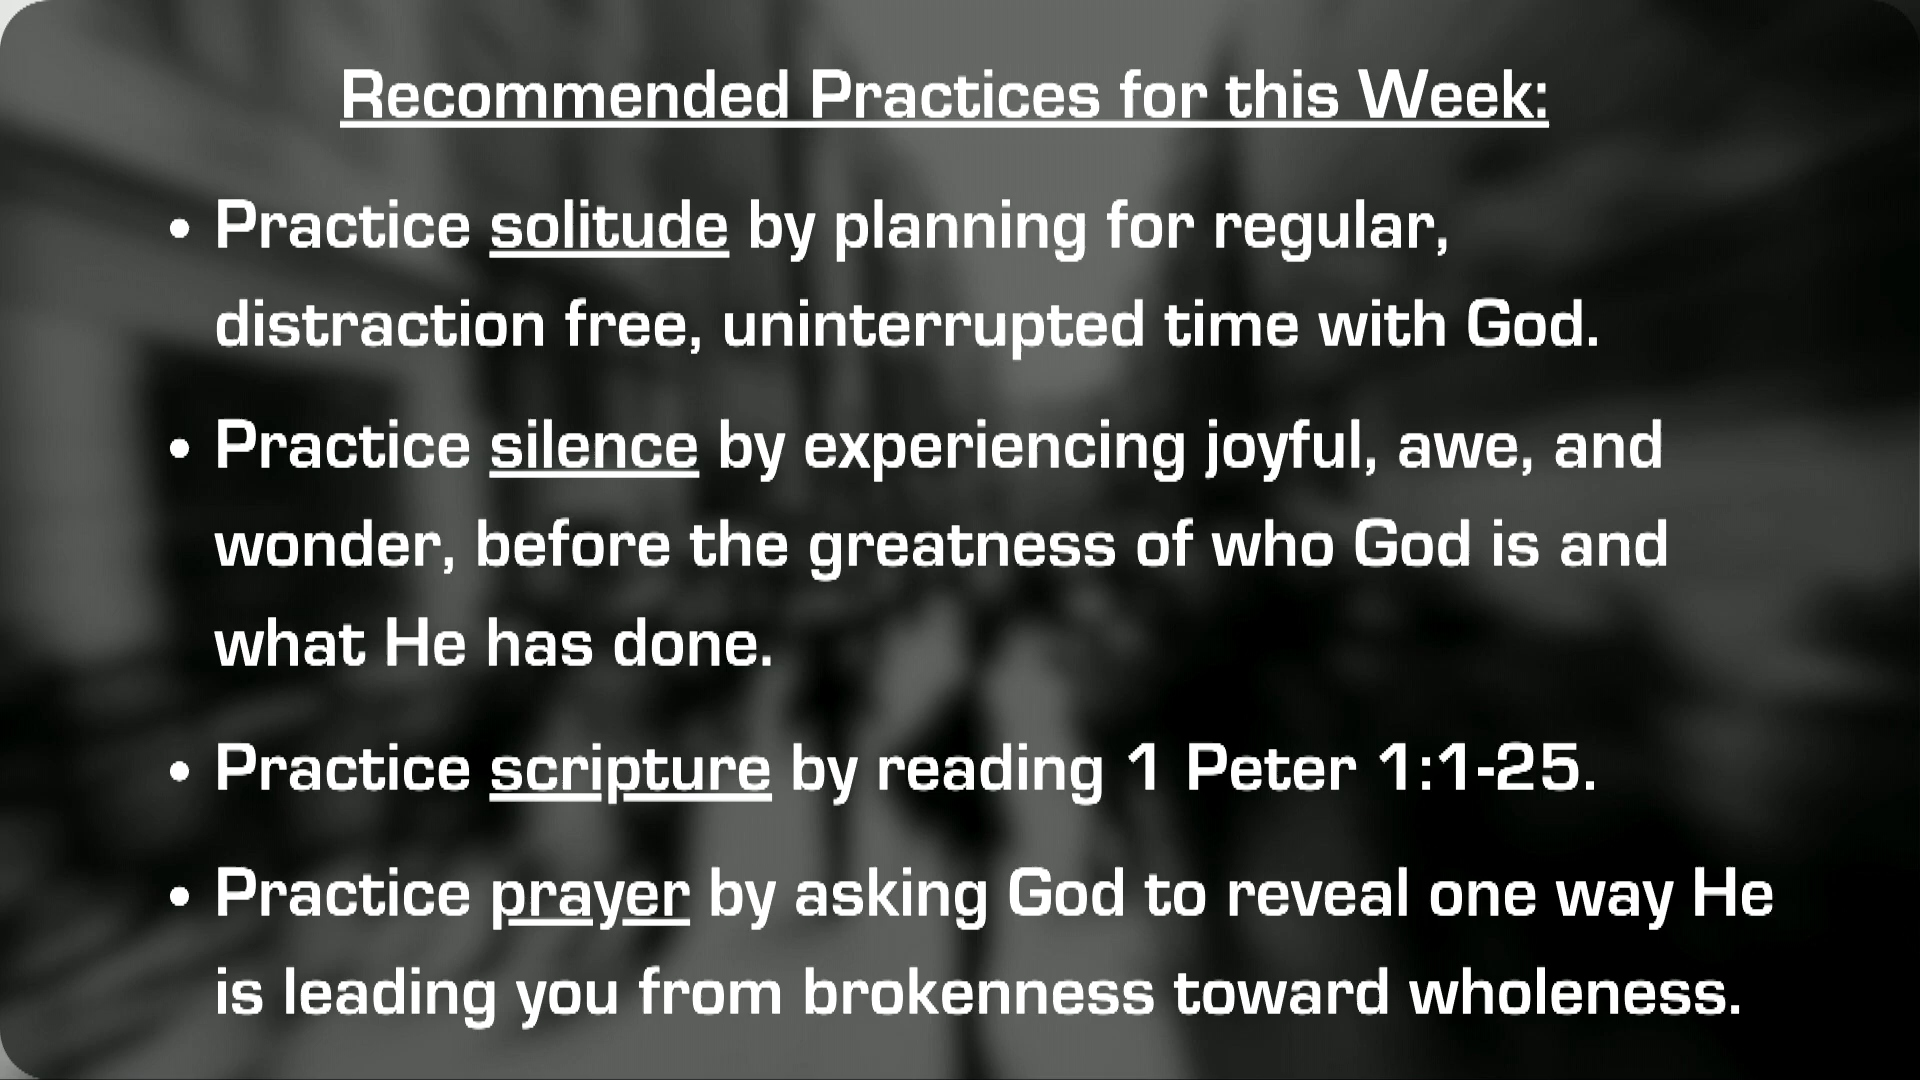 Recommended Practices for this Week:
• Practice solitude by planning for regular,
distraction free, uninterrupted time with God.
• Practice silence by experiencing joyful, awe, and
wonder, before the greatness of who God is and
what He has done.
• Practice scripture by reading 1 Peter 1:1-25.
• Practice prayer by asking God to reveal one way He
is leading you from brokenness toward wholeness.